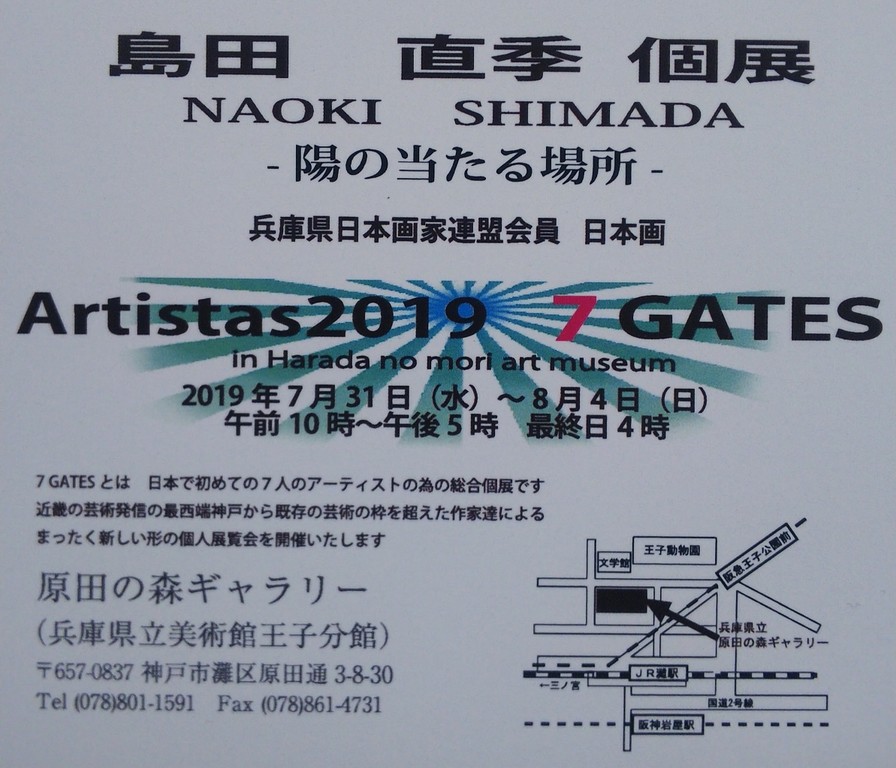 島田 直季 個展
NAOKI SHIMADA
- 陽の当たる場所 -
兵庫県日本画家連盟会員 日本画
Artistas2019 7 GATES
in Harada no mori art museum
2019年7月31日（水）～8月4日（日）
午前10時～午後5時 最終日4時
7 GATES とは 日本で初めての7人のアーティストの為の総合個展です
近畿の芸術発信の最西端神戸から既存の芸術の枠を超えた作家達による
まったく新しい形の個人展覧会を開催いたします
原田の森ギャラリー
（兵庫県立美術館王子分館）
〒657-0837 神戸市灘区原田通 3-8-30
Tel (078)801-1591 Fax (078)861-4731
文学館
王子動物園
阪急王子公園前
兵庫県立
原田の森ギャラリー
JR灘駅
←三ノ宮
国道2号線
阪神岩屋駅